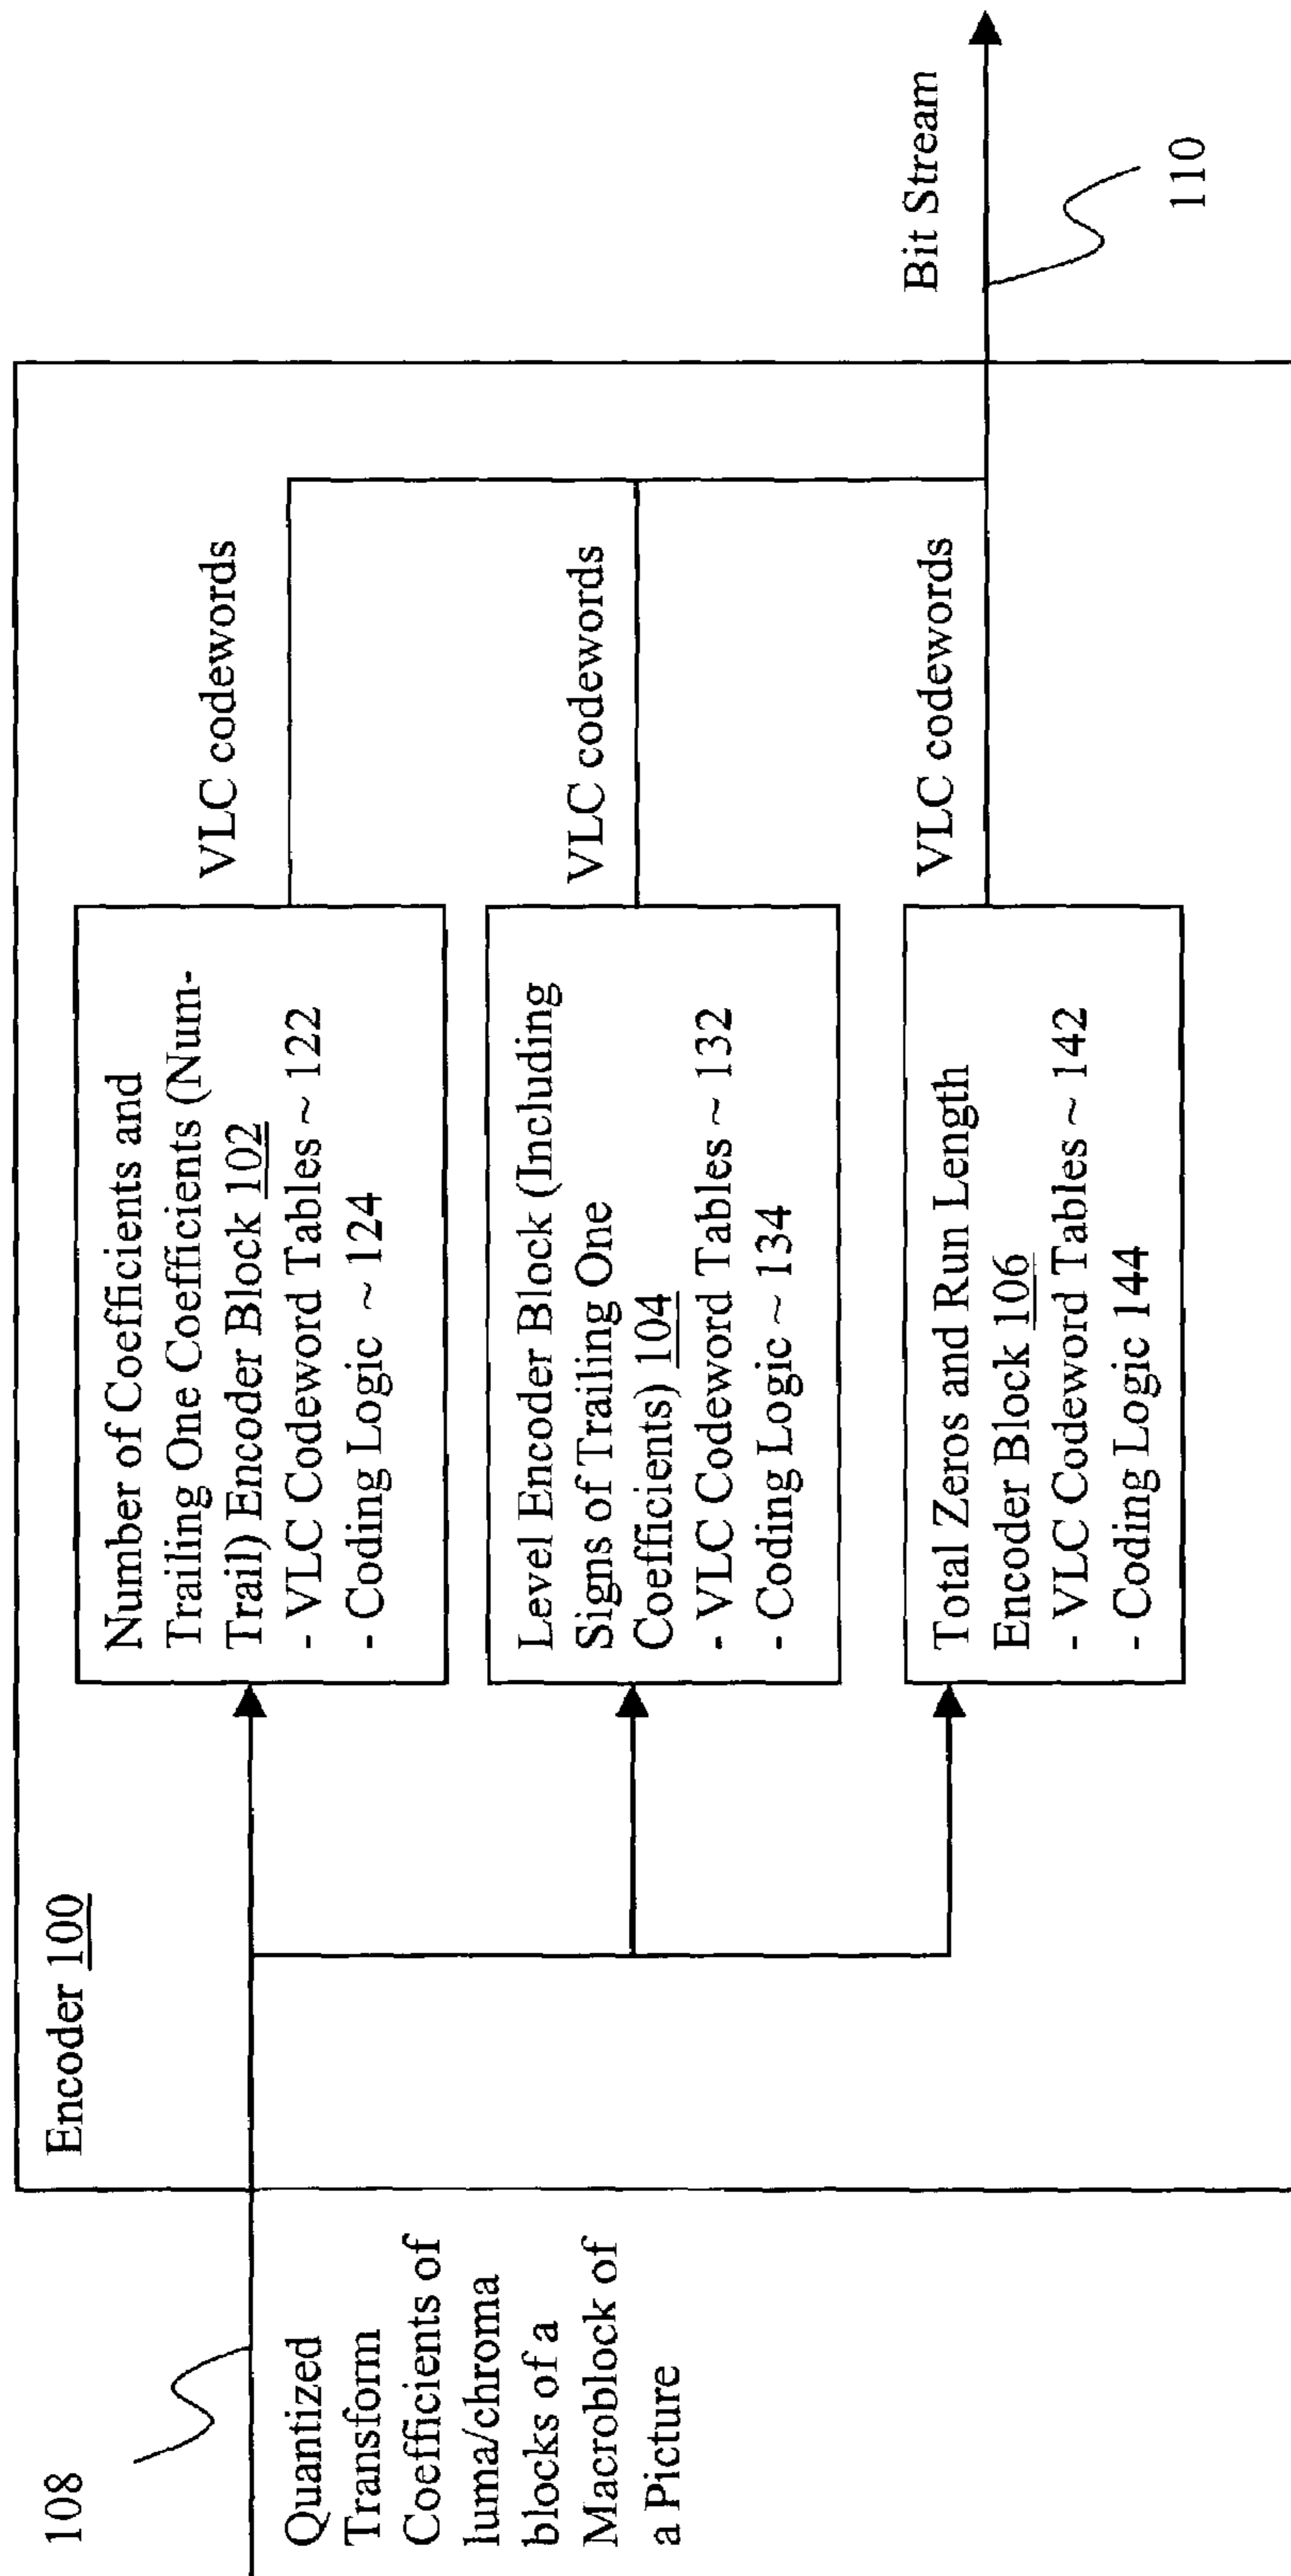 108
Quantized
Transform
Coefficients of
luma/chroma
blocks of a
Macroblock of
a Picture
Encoder 100
Number of Coefficients and
Trailing One Coefficients (Num-
Trail) Encoder Block 102
- VLC Codeword Tables ~ 122
- Coding Logic ~ 124
VLC codewords
Level Encoder Block (Including
Signs of Trailing One
Coefficients) 104
- VLC Codeword Tables ~ 132
- Coding Logic ~ 134
VLC codewords
Total Zeros and Run Length
Encoder Block 106
- VLC Codeword Tables ~ 142
- Coding Logic 144
VLC codewords
Bit Stream
110